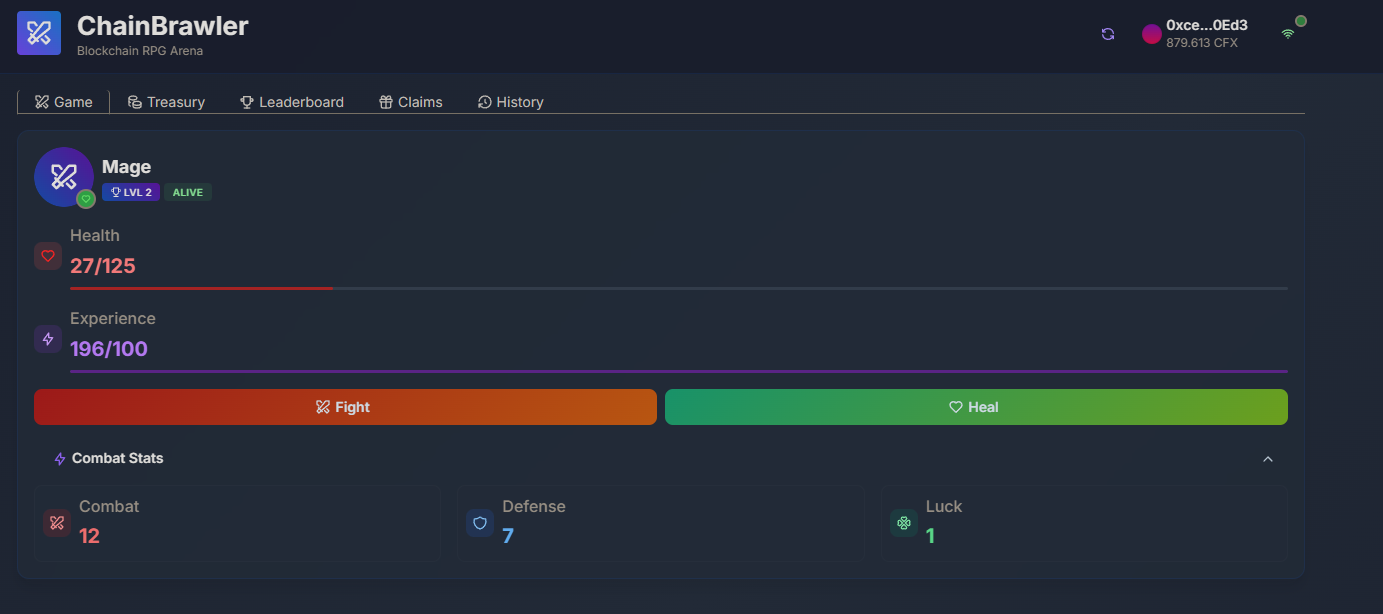 ChainBrawler
Blockchain RPG Arena
0xce...0Ed3
879.613 CFX
Game Treasury Leaderboard Claims History
Mage
LVL 2 ALIVE
Health
27/125
Experience
196/100
Fight Heal
Combat Stats
Combat Defense Luck
12 7 1